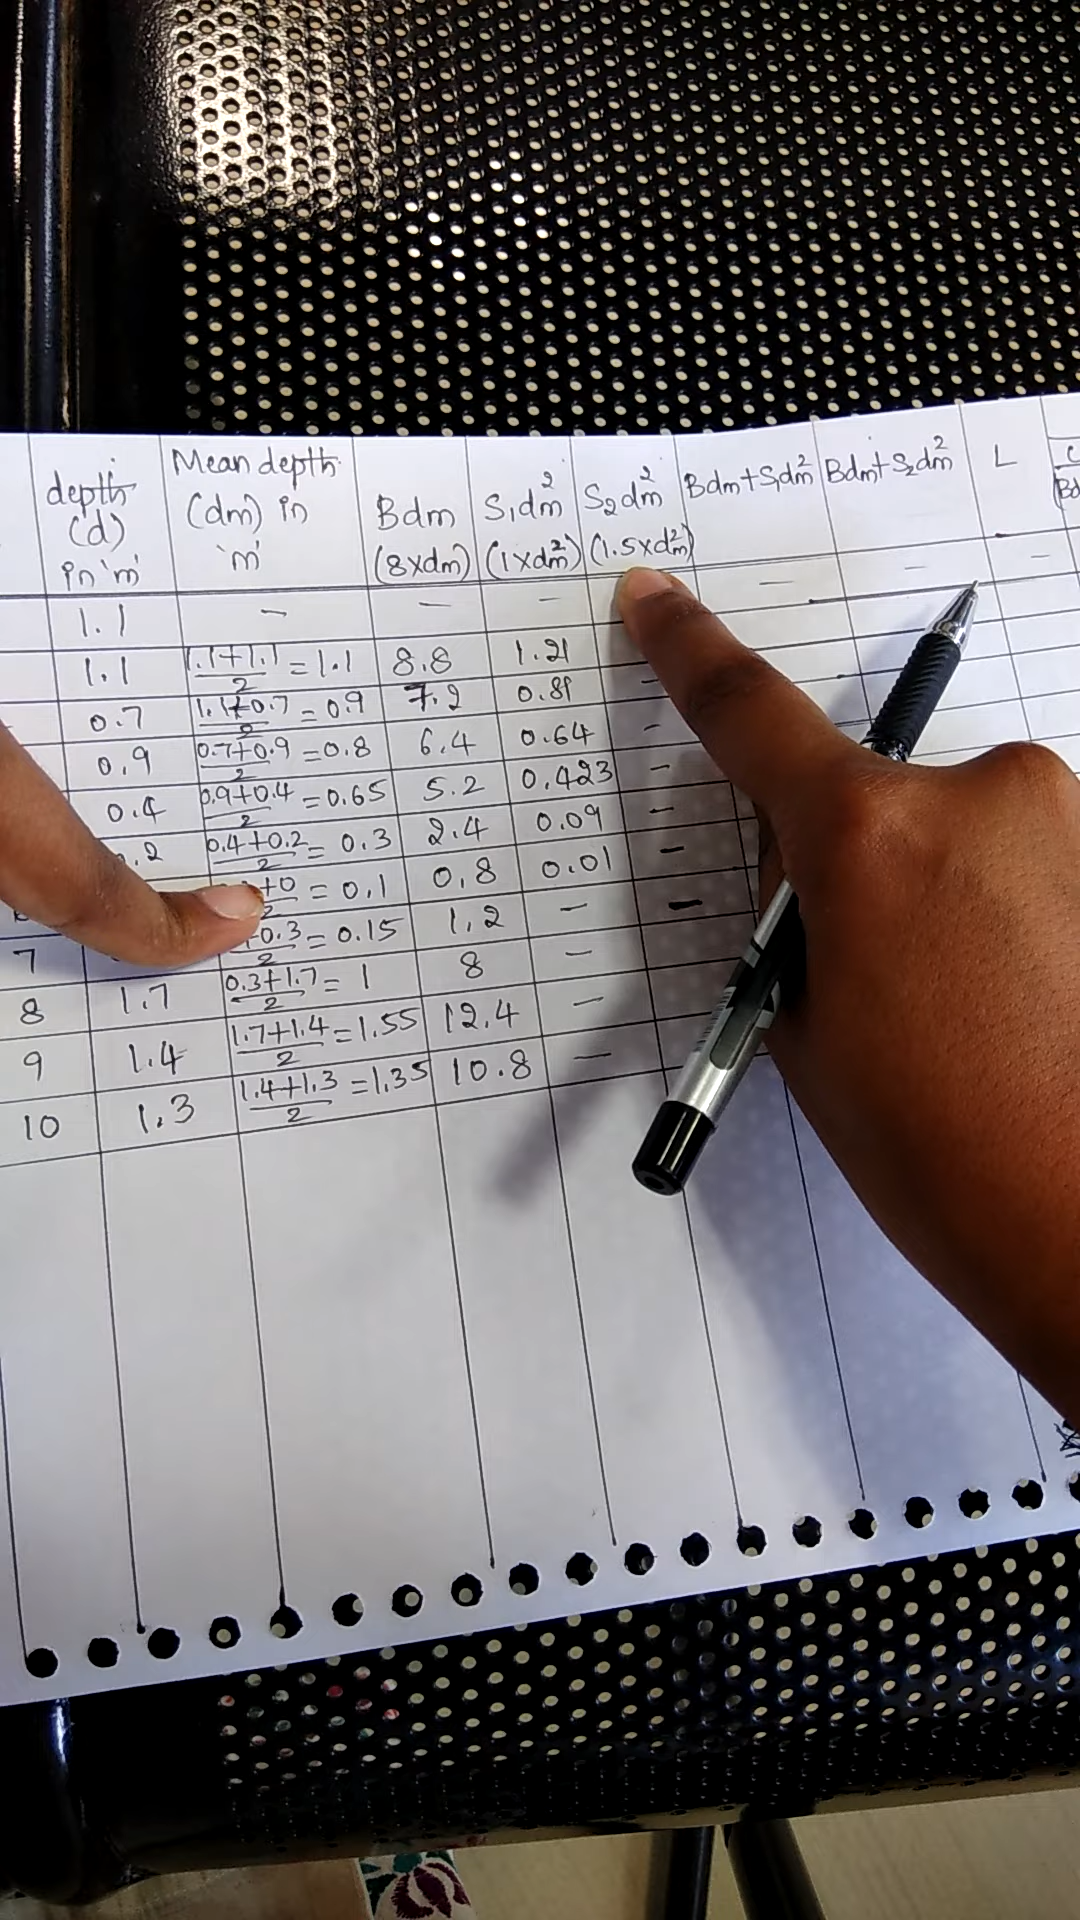 depth (d) in 'm' | Mean depth (dm) in 'm' | Bdm (8xdm) | S₁dm² (1xdm²) | S₂dm² (1.5xdm²) | Bdm+S₁dm² | Bdm+S₂dm² | L
1.1 | – | – | – | – | – | –
1.1 | 1.1+1.1/2 = 1.1 | 8.8 | 1.21
0.7 | 1.1+0.7/2 = 0.9 | 7.2 | 0.81 | –
0.9 | 0.7+0.9/2 = 0.8 | 6.4 | 0.64 | –
0.4 | 0.9+0.4/2 = 0.65 | 5.2 | 0.423 | –
.2 | 0.4+0.2/2 = 0.3 | 2.4 | 0.09 | –
+0/2 = 0.1 | 0.8 | 0.01 | –
7 | +0.3/2 = 0.15 | 1.2 | – | –
8 | 1.7 | 0.3+1.7/2 = 1 | 8 | –
9 | 1.4 | 1.7+1.4/2 = 1.55 | 12.4 | –
10 | 1.3 | 1.4+1.3/2 = 1.35 | 10.8 | –